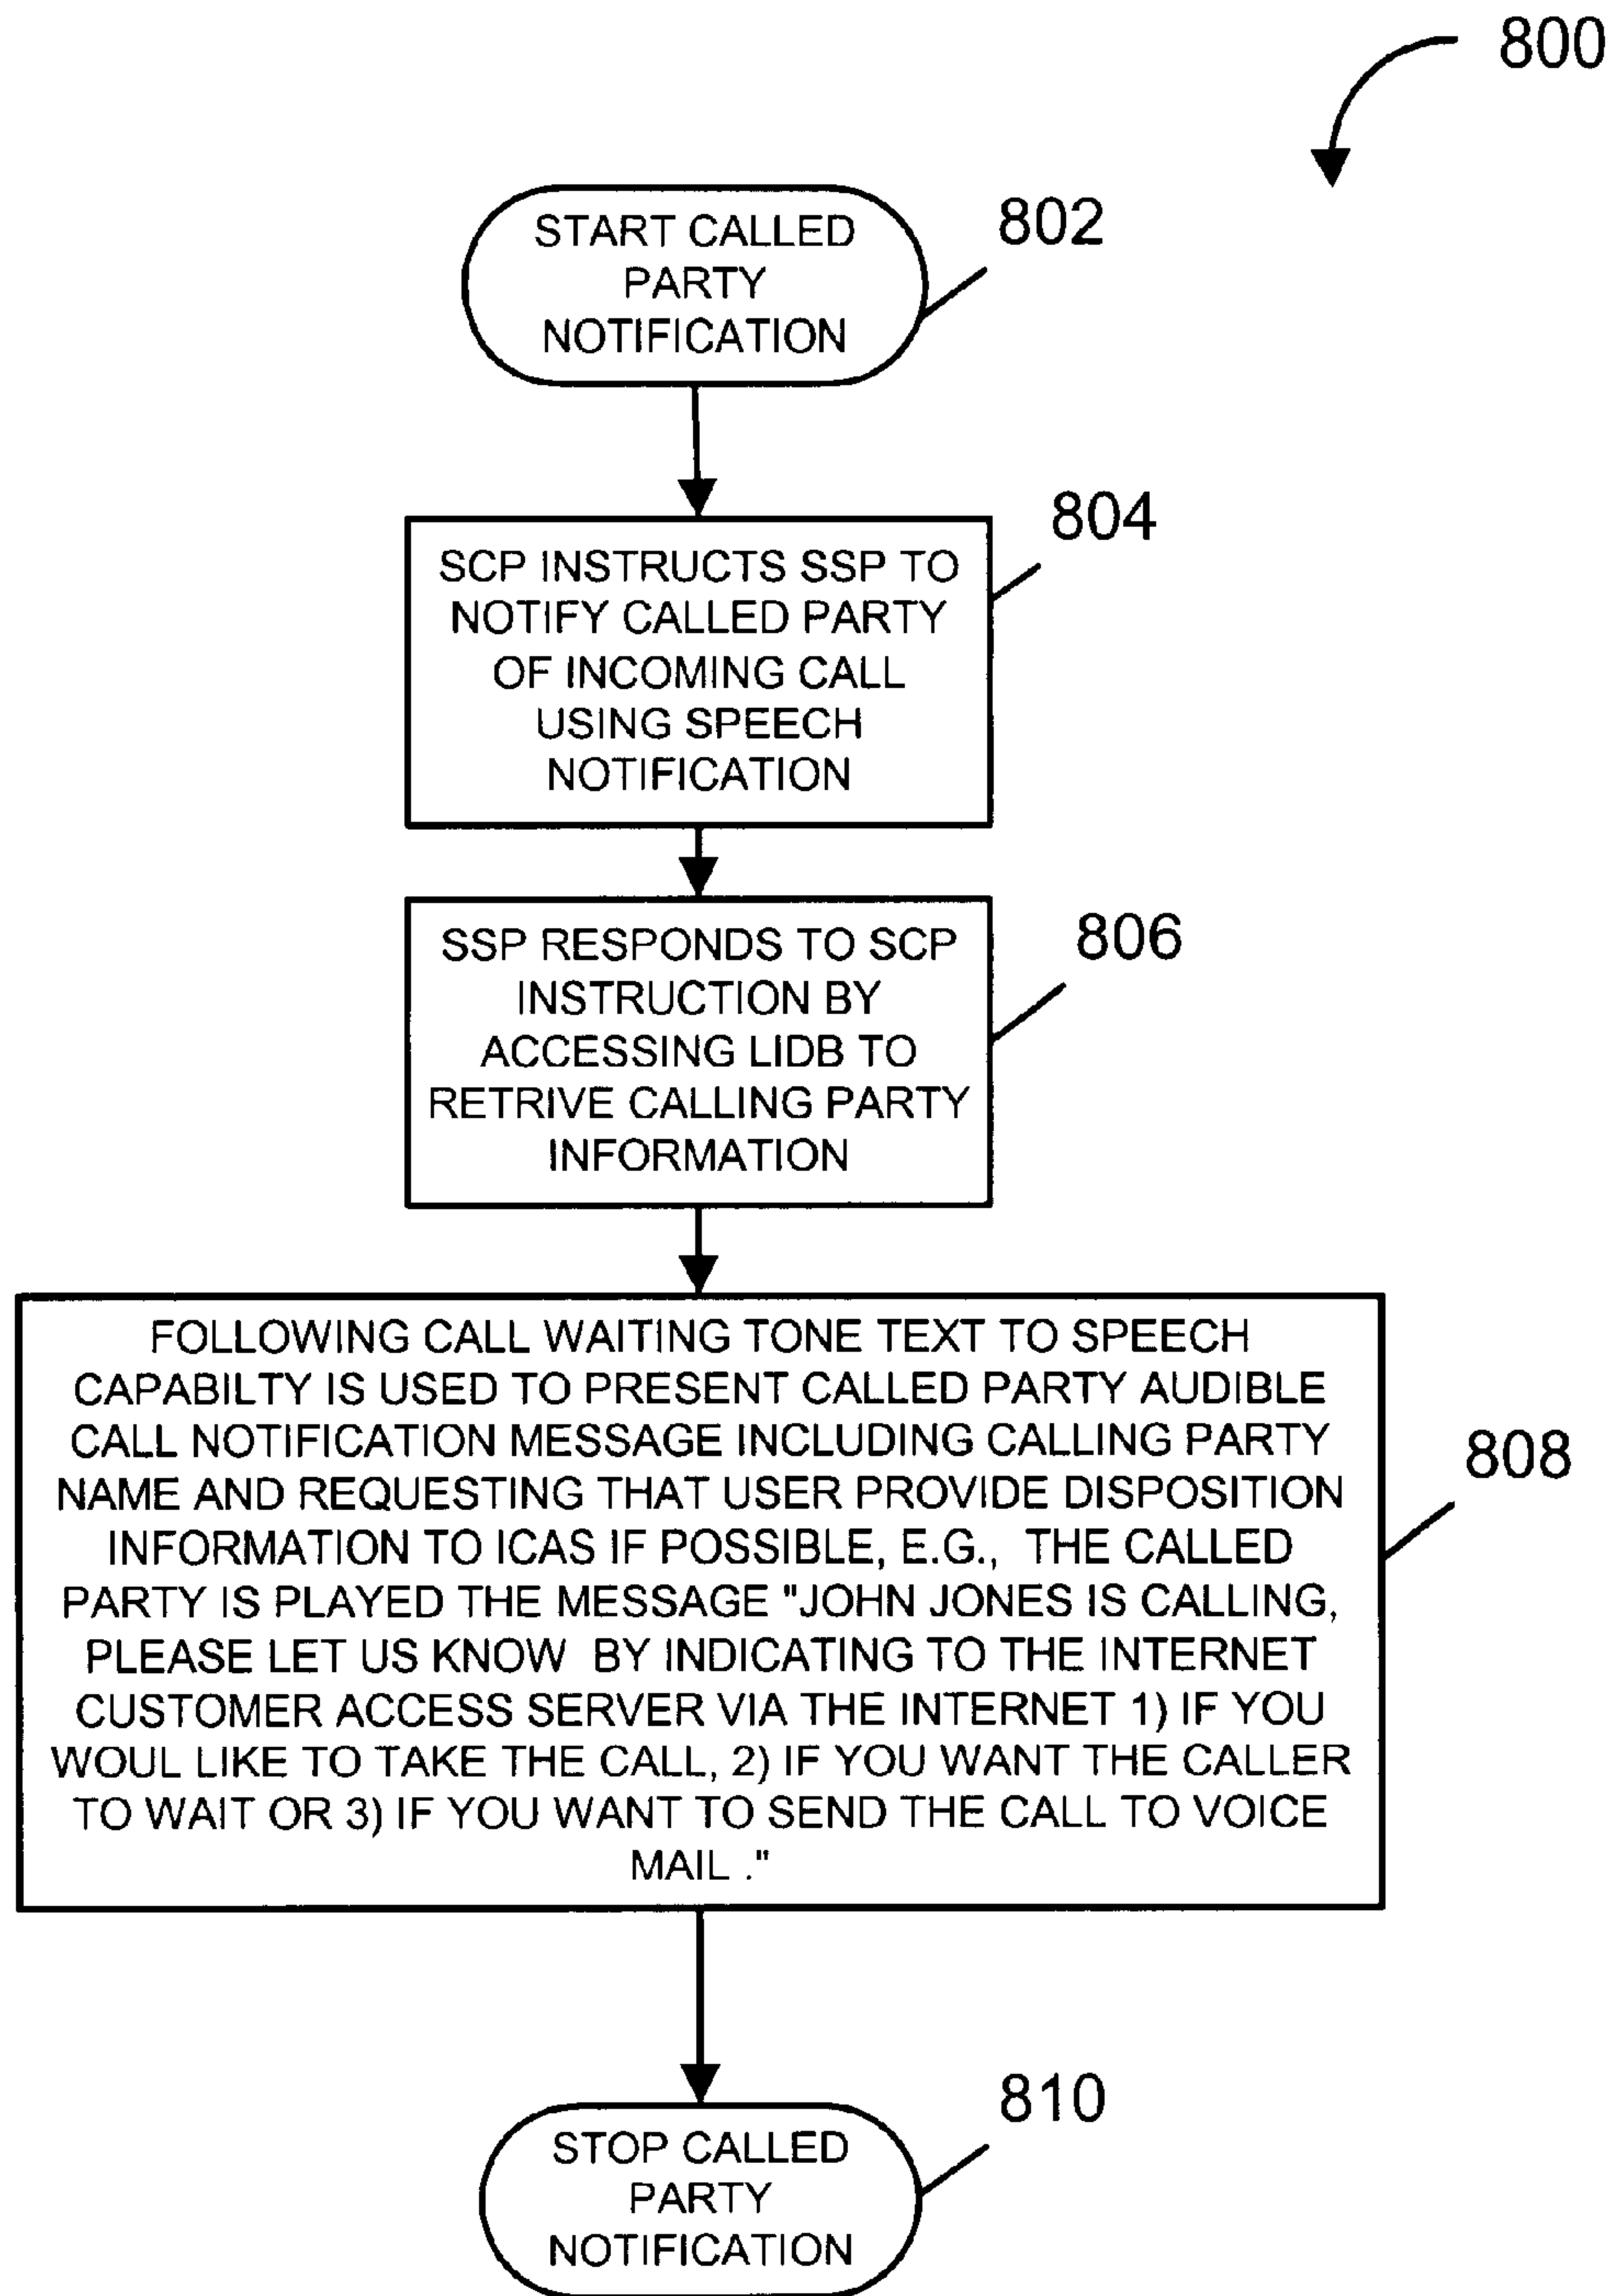 800
START CALLED
PARTY
NOTIFICATION
802
SCP INSTRUCTS SSP TO
NOTIFY CALLED PARTY
OF INCOMING CALL
USING SPEECH
NOTIFICATION
804
SSP RESPONDS TO SCP
INSTRUCTION BY
ACCESSING LIDB TO
RETRIVE CALLING PARTY
INFORMATION
806
FOLLOWING CALL WAITING TONE TEXT TO SPEECH
CAPABILTY IS USED TO PRESENT CALLED PARTY AUDIBLE
CALL NOTIFICATION MESSAGE INCLUDING CALLING PARTY
NAME AND REQUESTING THAT USER PROVIDE DISPOSITION
INFORMATION TO ICAS IF POSSIBLE, E.G., THE CALLED
PARTY IS PLAYED THE MESSAGE "JOHN JONES IS CALLING,
PLEASE LET US KNOW BY INDICATING TO THE INTERNET
CUSTOMER ACCESS SERVER VIA THE INTERNET 1) IF YOU
WOUL LIKE TO TAKE THE CALL, 2) IF YOU WANT THE CALLER
TO WAIT OR 3) IF YOU WANT TO SEND THE CALL TO VOICE
MAIL ."
808
STOP CALLED
PARTY
NOTIFICATION
810